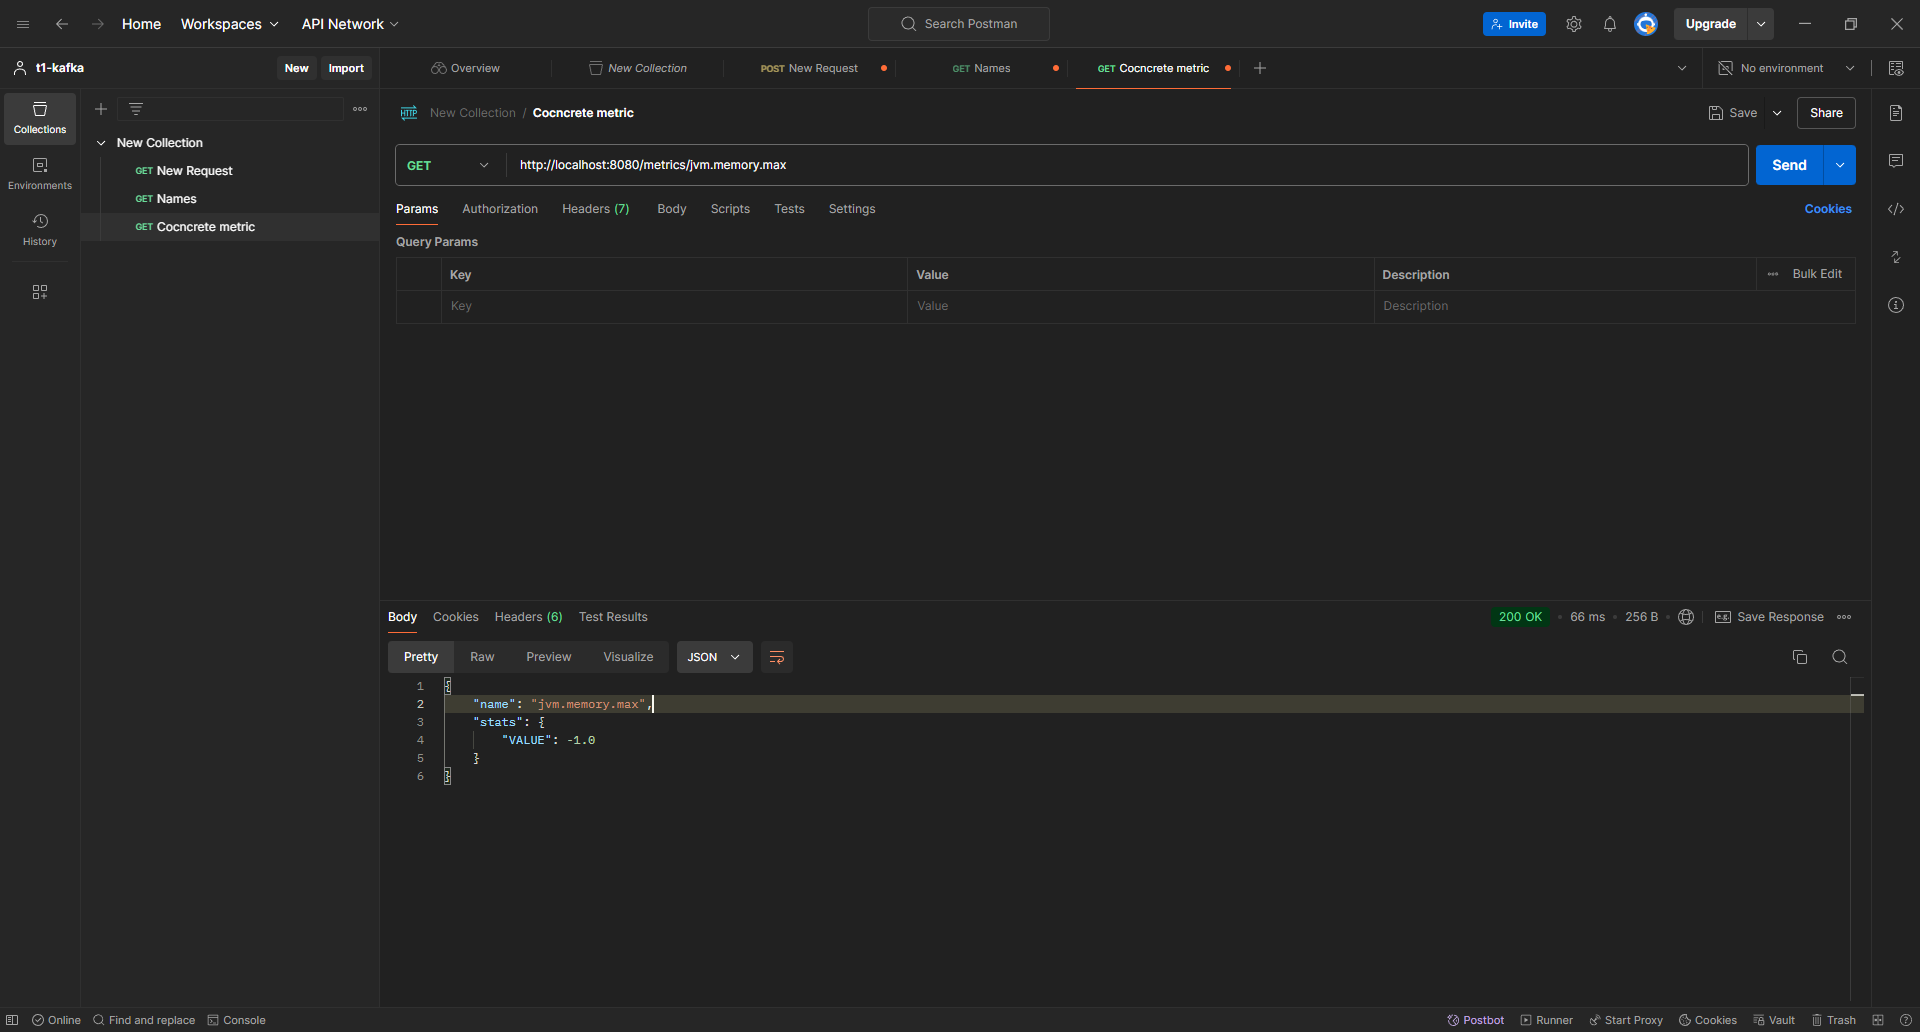 Home Workspaces API Network Search Postman Invite Upgrade
t1-kafka New Import Overview New Collection POST New Request GET Names GET Cocncrete metric No environment
Collections
Environments
History
New Collection
GET New Request
GET Names
GET Cocncrete metric
HTTP New Collection / Cocncrete metric Save Share
GET http://localhost:8080/metrics/jvm.memory.max Send
Params Authorization Headers (7) Body Scripts Tests Settings Cookies
Query Params
Key Value Description Bulk Edit
Key Value Description
Body Cookies Headers (6) Test Results 200 OK 66 ms 256 B e.g. Save Response
Pretty Raw Preview Visualize JSON
1 {
2 "name": "jvm.memory.max",
3 "stats": {
4 "VALUE": -1.0
5 }
6 }
Online Find and replace Console Postbot Runner Start Proxy Cookies Vault Trash